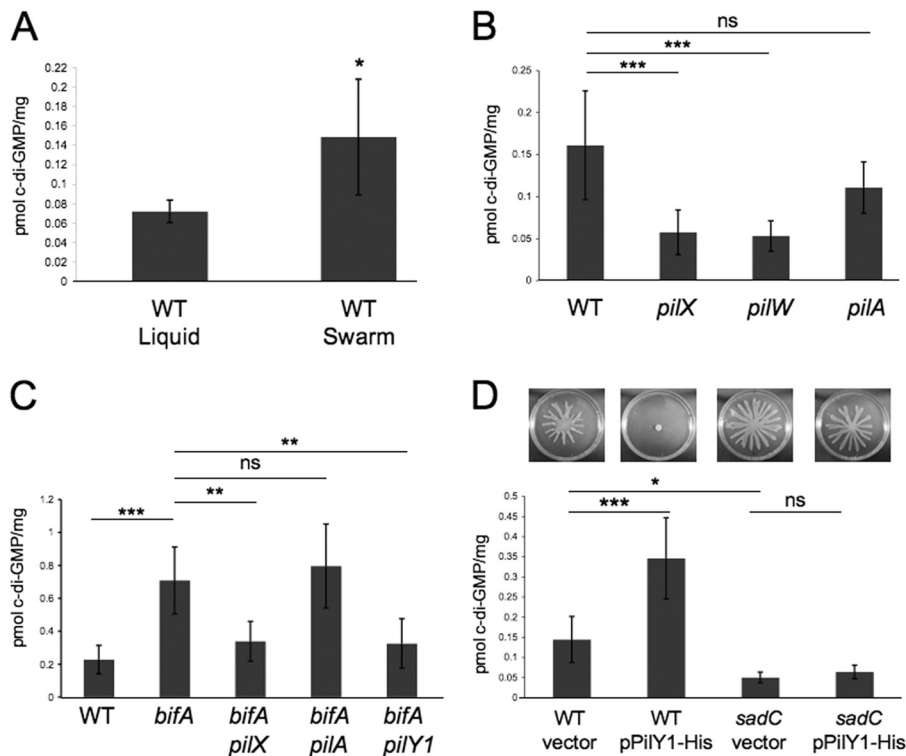 A
pmol c-di-GMP/mg
0.22
0.2
0.18
0.16
0.14
0.12
0.1
0.08
0.06
0.04
0.02
0
*
WT
Liquid
WT
Swarm
B
pmol c-di-GMP/mg
0.25
0.2
0.15
0.1
0.05
0
ns
***
***
WT
pilX
pilW
pilA
C
pmol c-di-GMP/mg
1.2
1
0.8
0.6
0.4
0.2
0
**
ns
**
***
WT
bifA
bifA
pilX
bifA
pilA
bifA
pilY1
D
pmol c-di-GMP/mg
0.5
0.45
0.4
0.35
0.3
0.25
0.2
0.15
0.1
0.05
0
*
***
ns
WT
vector
WT
pPilY1-His
sadC
vector
sadC
pPilY1-His